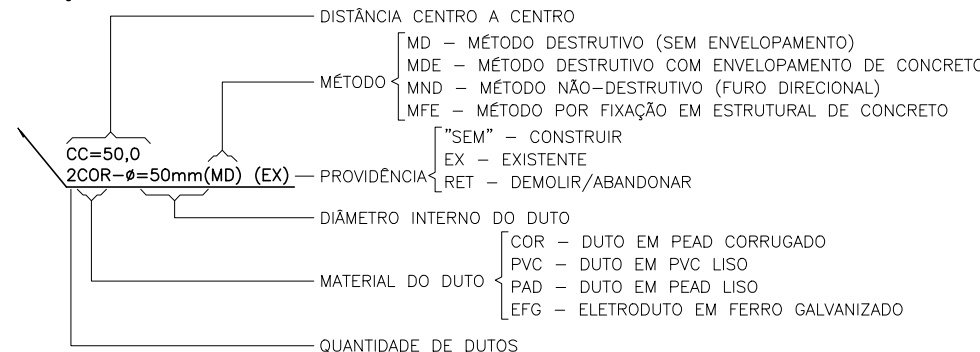 DISTÂNCIA CENTRO A CENTRO
MÉTODO
MD – MÉTODO DESTRUTIVO (SEM ENVELOPAMENTO)
MDE – MÉTODO DESTRUTIVO COM ENVELOPAMENTO DE CONCRETO
MND – MÉTODO NÃO-DESTRUTIVO (FURO DIRECIONAL)
MFE – MÉTODO POR FIXAÇÃO EM ESTRUTURAL DE CONCRETO
CC=50,0
2COR-ø=50mm(MD) (EX)
PROVIDÊNCIA
"SEM" – CONSTRUIR
EX – EXISTENTE
RET – DEMOLIR/ABANDONAR
DIÂMETRO INTERNO DO DUTO
MATERIAL DO DUTO
COR – DUTO EM PEAD CORRUGADO
PVC – DUTO EM PVC LISO
PAD – DUTO EM PEAD LISO
EFG – ELETRODUTO EM FERRO GALVANIZADO
QUANTIDADE DE DUTOS